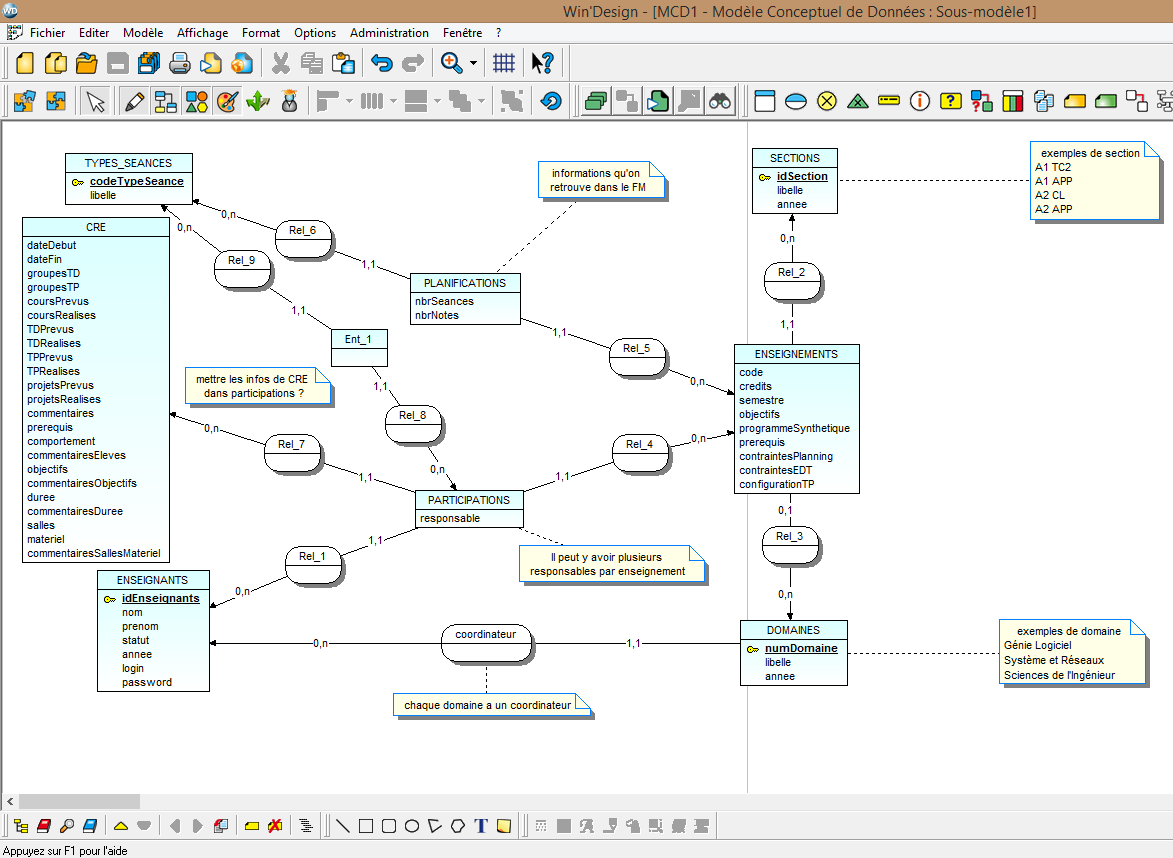 Win'Design - [MCD1 - Modèle Conceptuel de Données : Sous-modèle1]
WD
Fichier Editer Modèle Affichage Format Options Administration Fenêtre ?
TYPES_SEANCES
codeTypeSeance
libelle
0,n
Rel_6
1,1
0,n
Rel_9
1,1
informations qu'on
retrouve dans le FM
SECTIONS
idSection
libelle
annee
exemples de section
A1 TC2
A1 APP
A2 CL
A2 APP
0,n
Rel_2
1,1
CRE
dateDebut
dateFin
groupesTD
groupesTP
coursPrevus
coursRealises
TDPrevus
TDRealises
TPPrevus
TPRealises
projetsPrevus
projetsRealises
commentaires
prerequis
comportement
commentairesEleves
objectifs
commentairesObjectifs
duree
commentairesDuree
salles
materiel
commentairesSallesMateriel
PLANIFICATIONS
nbrSeances
nbrNotes
1,1
Rel_5
0,n
Ent_1
1,1
Rel_8
0,n
mettre les infos de CRE
dans participations ?
ENSEIGNEMENTS
code
credits
semestre
objectifs
programmeSynthetique
prerequis
contraintesPlanning
contraintesEDT
configurationTP
0,n
Rel_7
1,1
0,n
Rel_4
1,1
PARTICIPATIONS
responsable
0,1
Rel_3
0,n
1,1
Rel_1
0,n
Il peut y avoir plusieurs
responsables par enseignement
ENSEIGNANTS
idEnseignants
nom
prenom
statut
annee
login
password
0,n
coordinateur
1,1
DOMAINES
numDomaine
libelle
annee
exemples de domaine
Génie Logiciel
Système et Réseaux
Sciences de l'Ingénieur
chaque domaine a un coordinateur
T
Appuyez sur F1 pour l'aide